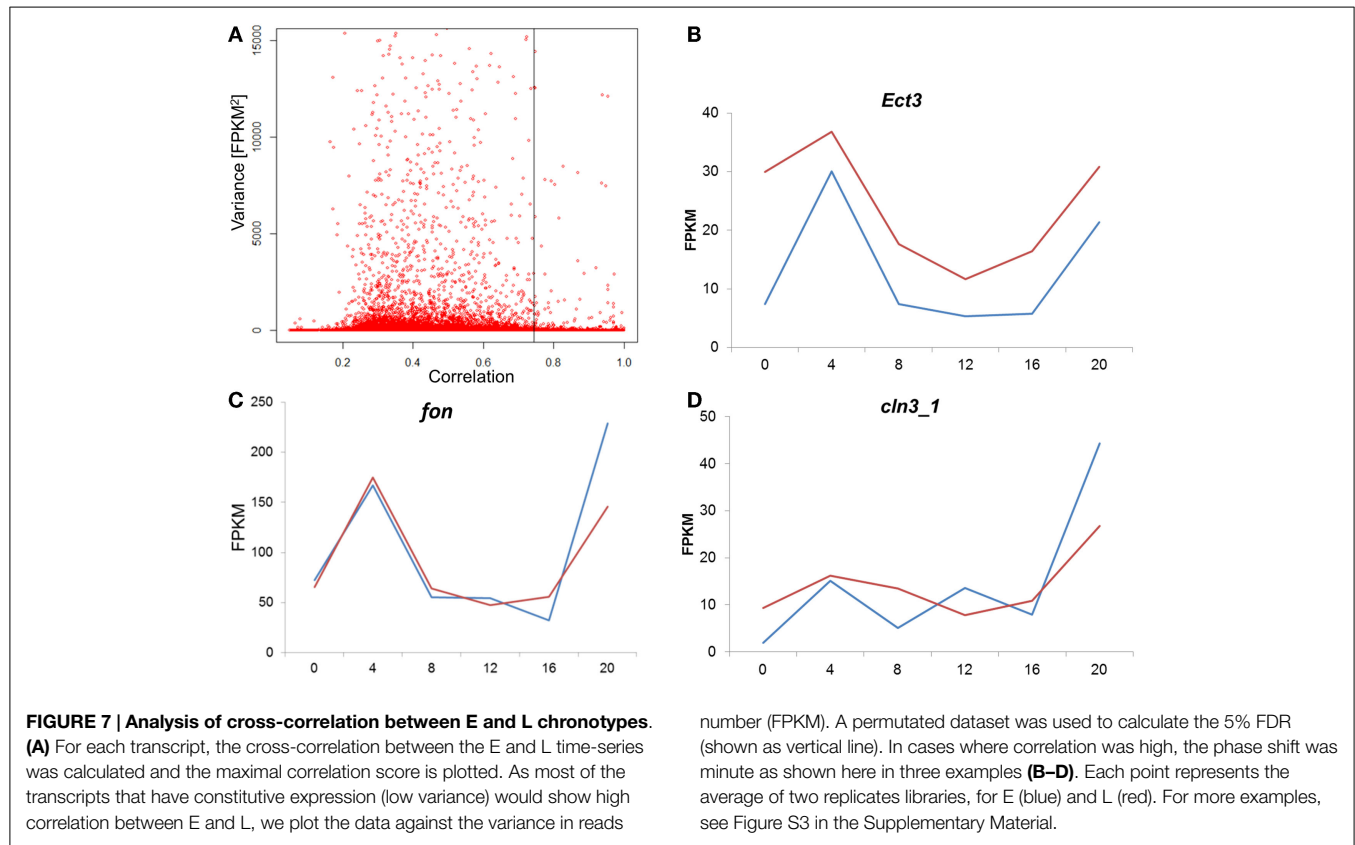 A
Variance [FPKM²]
15000
10000
5000
0
0.2 0.4 0.6 0.8 1.0
Correlation
B
Ect3
FPKM
40
30
20
10
0
0 4 8 12 16 20
C
fon
FPKM
250
200
150
100
50
0
0 4 8 12 16 20
D
cln3_1
FPKM
50
40
30
20
10
0
0 4 8 12 16 20
FIGURE 7 | Analysis of cross-correlation between E and L chronotypes.
(A) For each transcript, the cross-correlation between the E and L time-series
was calculated and the maximal correlation score is plotted. As most of the
transcripts that have constitutive expression (low variance) would show high
correlation between E and L, we plot the data against the variance in reads
number (FPKM). A permutated dataset was used to calculate the 5% FDR
(shown as vertical line). In cases where correlation was high, the phase shift was
minute as shown here in three examples (B–D). Each point represents the
average of two replicates libraries, for E (blue) and L (red). For more examples,
see Figure S3 in the Supplementary Material.